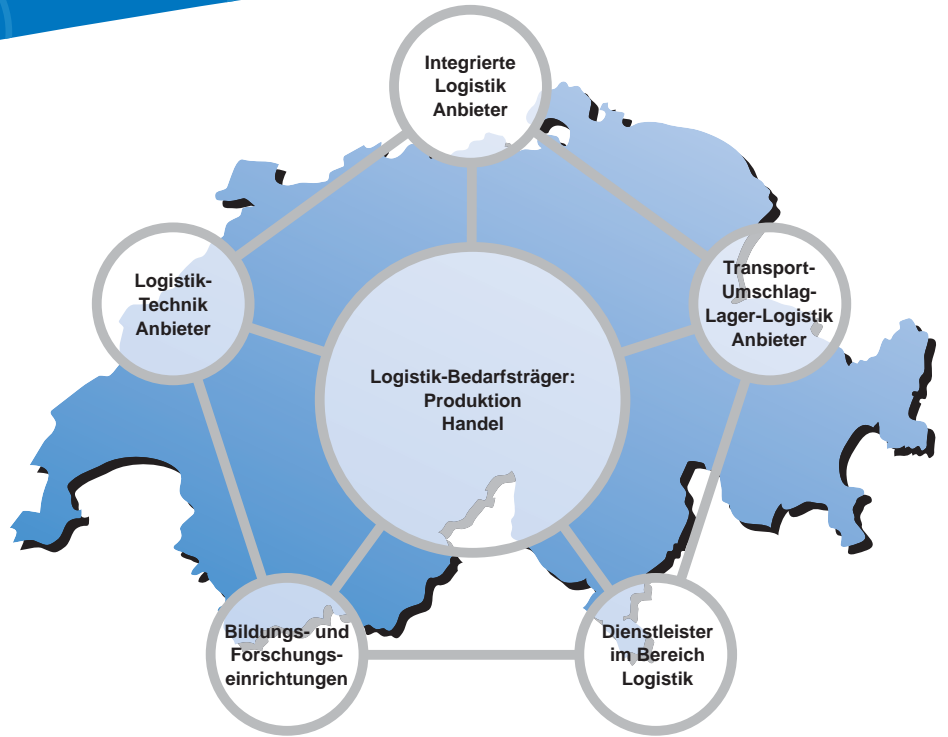 Integrierte
Logistik
Anbieter
Logistik-
Technik
Anbieter
Transport-
Umschlag-
Lager-Logistik
Anbieter
Logistik-Bedarfsträger:
Produktion
Handel
Bildungs- und
Forschungs-
einrichtungen
Dienstleister
im Bereich
Logistik